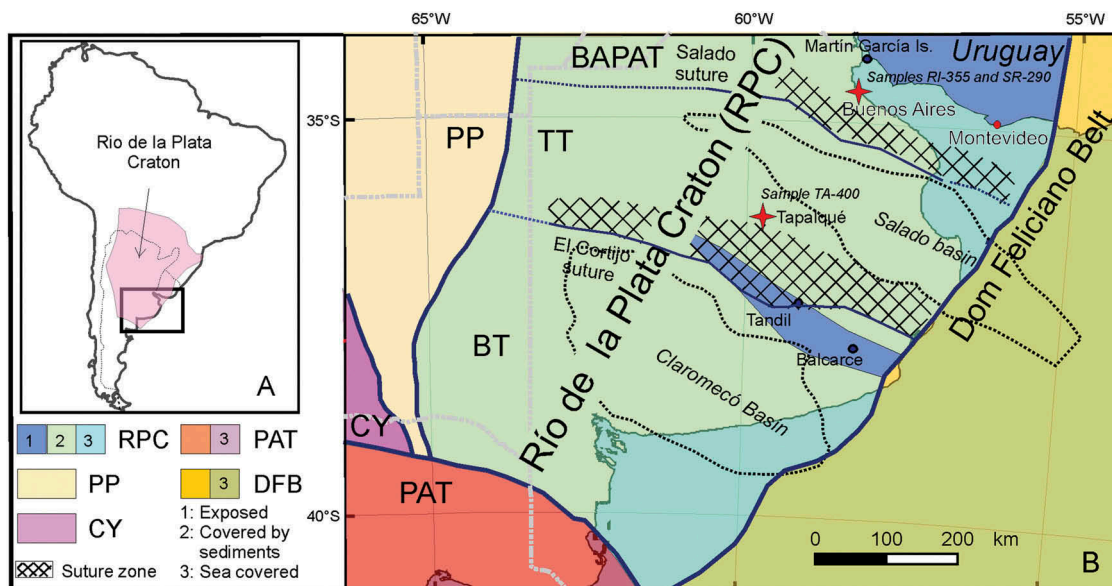 65°W
60°W
55°W
Rio de la Plata
Craton
A
BAPAT
Salado
suture
Martín García Is.
Uruguay
Samples RI-355 and SR-290
Buenos Aires
Montevideo
35°S
PP
TT
Sample TA-400
Tapalqué
Salado basin
El Cortijo
suture
Tandil
Balcarce
BT
Claromecó Basin
Río de la Plata Craton (RPC)
Dom Feliciano Belt
CY
PAT
40°S
0 100 200 km
B
1 2 3 RPC
3 PAT
PP
3 DFB
CY
1: Exposed
2: Covered by
sediments
3: Sea covered
Suture zone